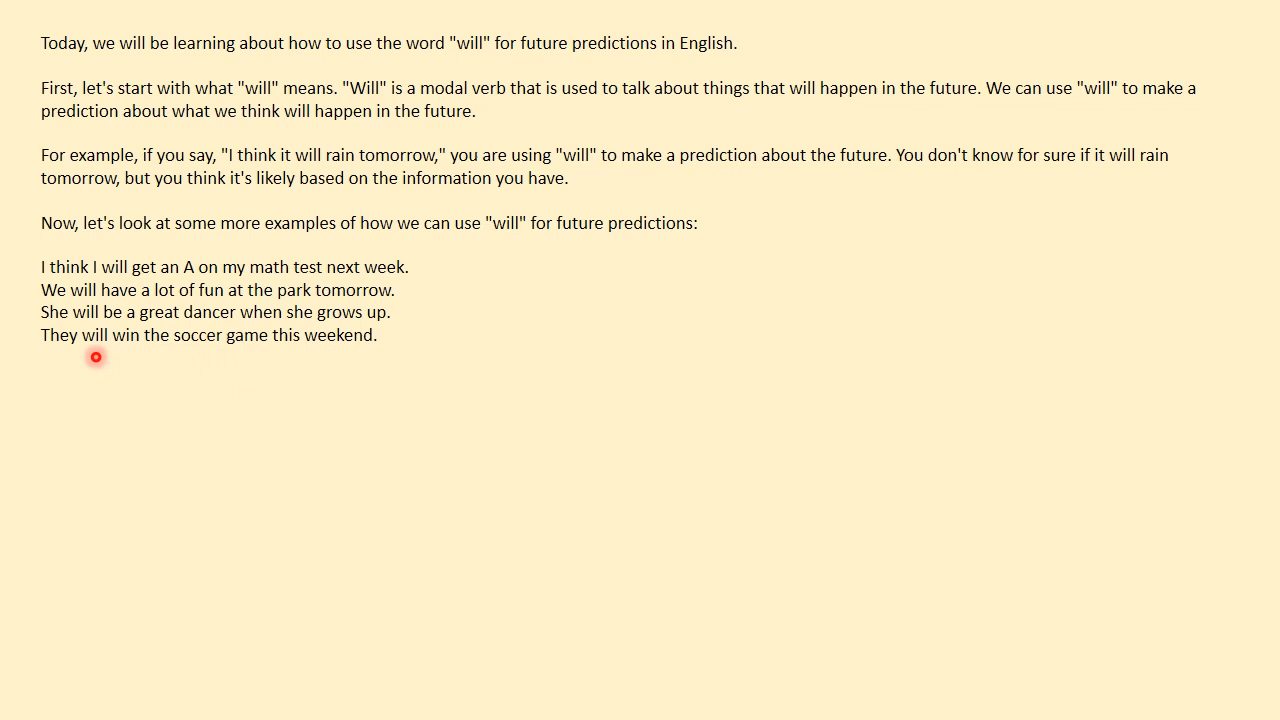 Today, we will be learning about how to use the word "will" for future predictions in English.
First, let's start with what "will" means. "Will" is a modal verb that is used to talk about things that will happen in the future. We can use "will" to make a
prediction about what we think will happen in the future.
For example, if you say, "I think it will rain tomorrow," you are using "will" to make a prediction about the future. You don't know for sure if it will rain
tomorrow, but you think it's likely based on the information you have.
Now, let's look at some more examples of how we can use "will" for future predictions:
I think I will get an A on my math test next week.
We will have a lot of fun at the park tomorrow.
She will be a great dancer when she grows up.
They will win the soccer game this weekend.